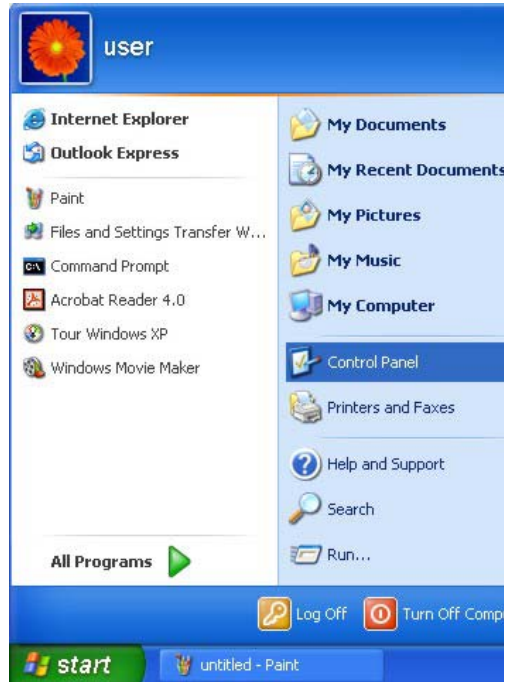 user
Internet Explorer
Outlook Express
Paint
Files and Settings Transfer W...
Command Prompt
Acrobat Reader 4.0
Tour Windows XP
Windows Movie Maker
All Programs
My Documents
My Recent Documents
My Pictures
My Music
My Computer
Control Panel
Printers and Faxes
Help and Support
Search
Run...
Log Off
Turn Off Comp
start
untitled - Paint